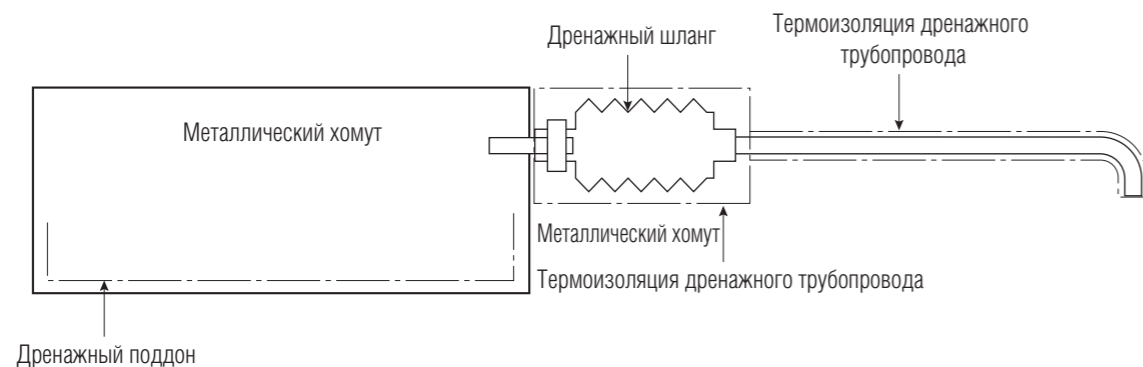 Дренажный шланг
Термоизоляция дренажного
трубопровода
Металлический хомут
Металлический хомут
Термоизоляция дренажного трубопровода
Дренажный поддон